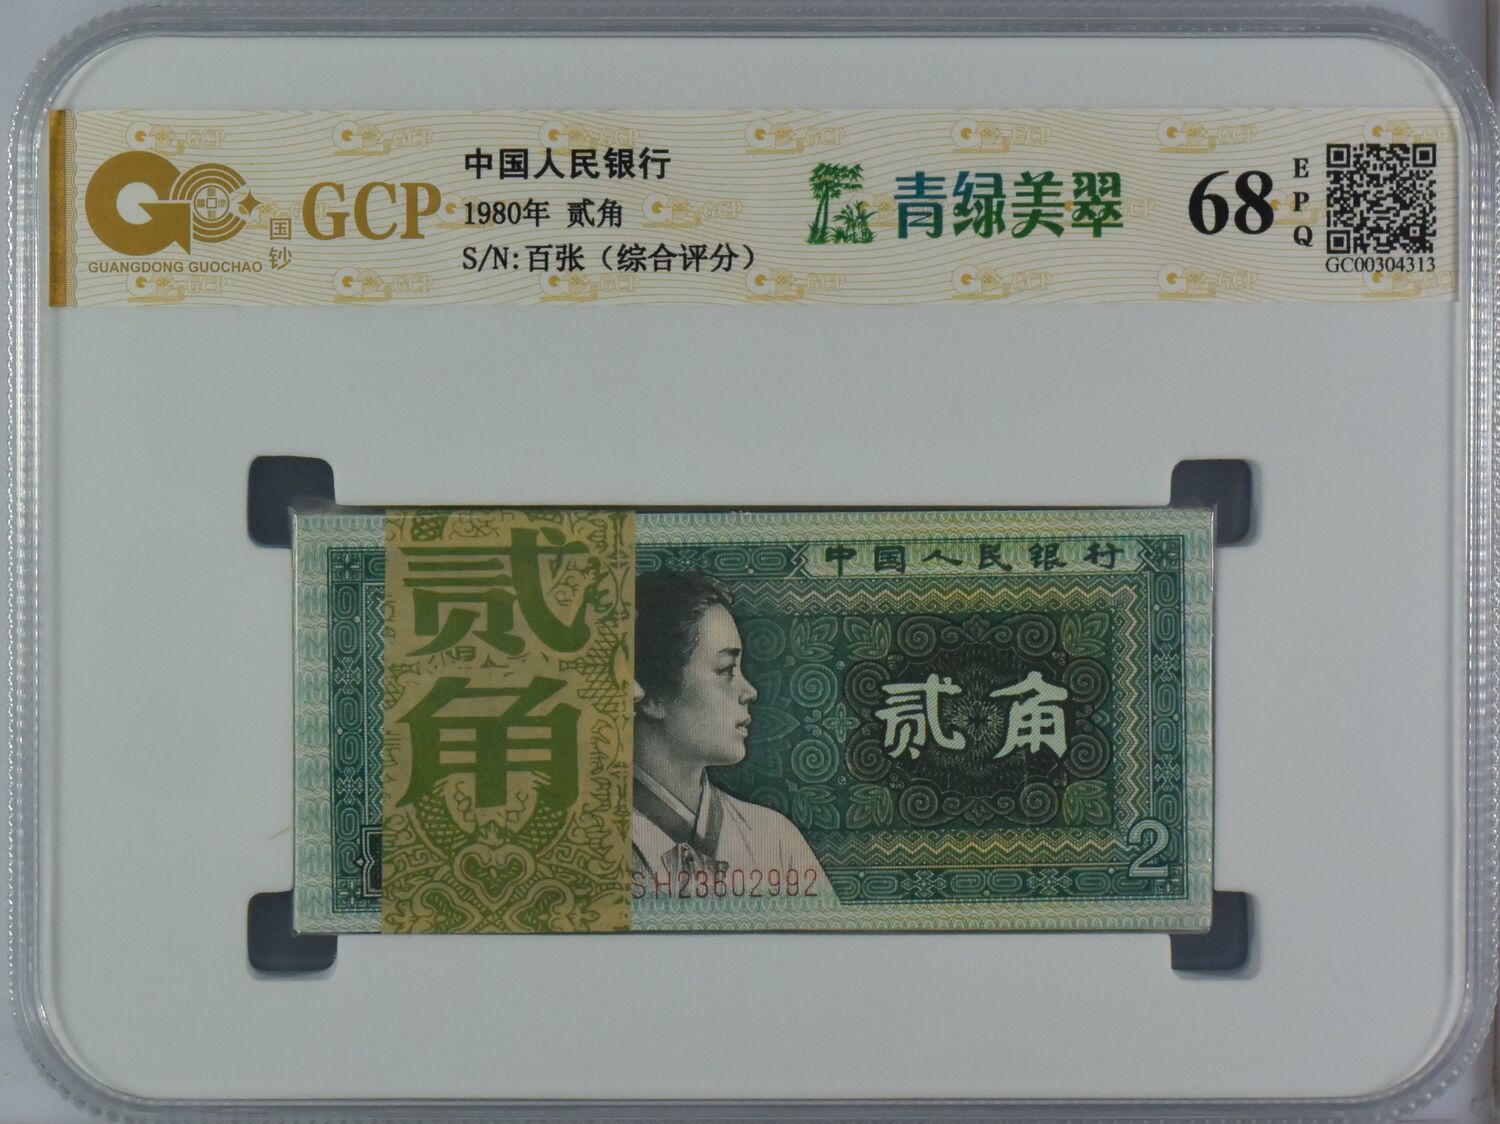 GUANGDONG GUOCHAO
国钞
GCP
中国人民银行
1980年 贰角
S/N:百张（综合评分）
青绿美翠
68
EPQ
GC00304313
贰角
中国人民银行
贰角
SH23602992
2